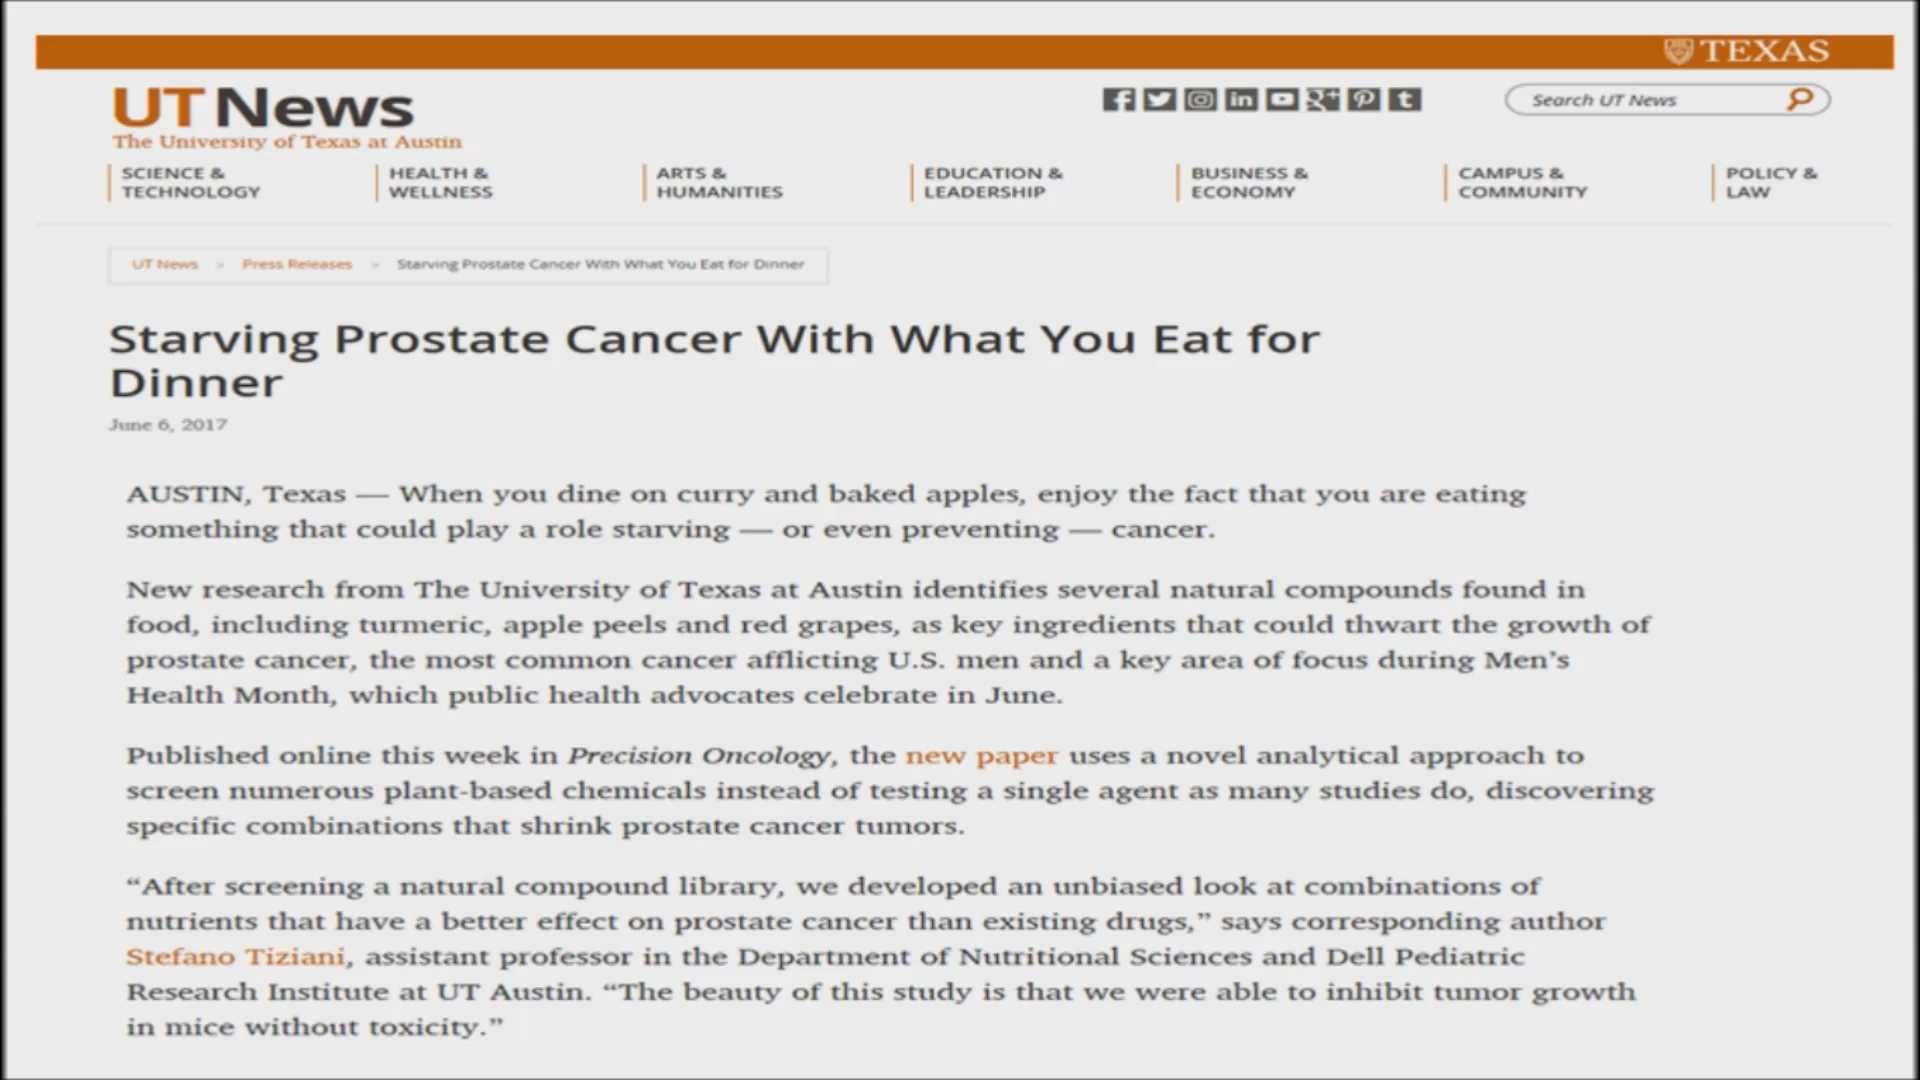 TEXAS
UT News
The University of Texas at Austin
Search UT News
SCIENCE &
TECHNOLOGY
HEALTH &
WELLNESS
ARTS &
HUMANITIES
EDUCATION &
LEADERSHIP
BUSINESS &
ECONOMY
CAMPUS &
COMMUNITY
POLICY &
LAW
UT News > Press Releases > Starving Prostate Cancer With What You Eat for Dinner
Starving Prostate Cancer With What You Eat for
Dinner
June 6, 2017
AUSTIN, Texas — When you dine on curry and baked apples, enjoy the fact that you are eating
something that could play a role starving — or even preventing — cancer.
New research from The University of Texas at Austin identifies several natural compounds found in
food, including turmeric, apple peels and red grapes, as key ingredients that could thwart the growth of
prostate cancer, the most common cancer afflicting U.S. men and a key area of focus during Men’s
Health Month, which public health advocates celebrate in June.
Published online this week in Precision Oncology, the new paper uses a novel analytical approach to
screen numerous plant-based chemicals instead of testing a single agent as many studies do, discovering
specific combinations that shrink prostate cancer tumors.
“After screening a natural compound library, we developed an unbiased look at combinations of
nutrients that have a better effect on prostate cancer than existing drugs,” says corresponding author
Stefano Tiziani, assistant professor in the Department of Nutritional Sciences and Dell Pediatric
Research Institute at UT Austin. “The beauty of this study is that we were able to inhibit tumor growth
in mice without toxicity.”